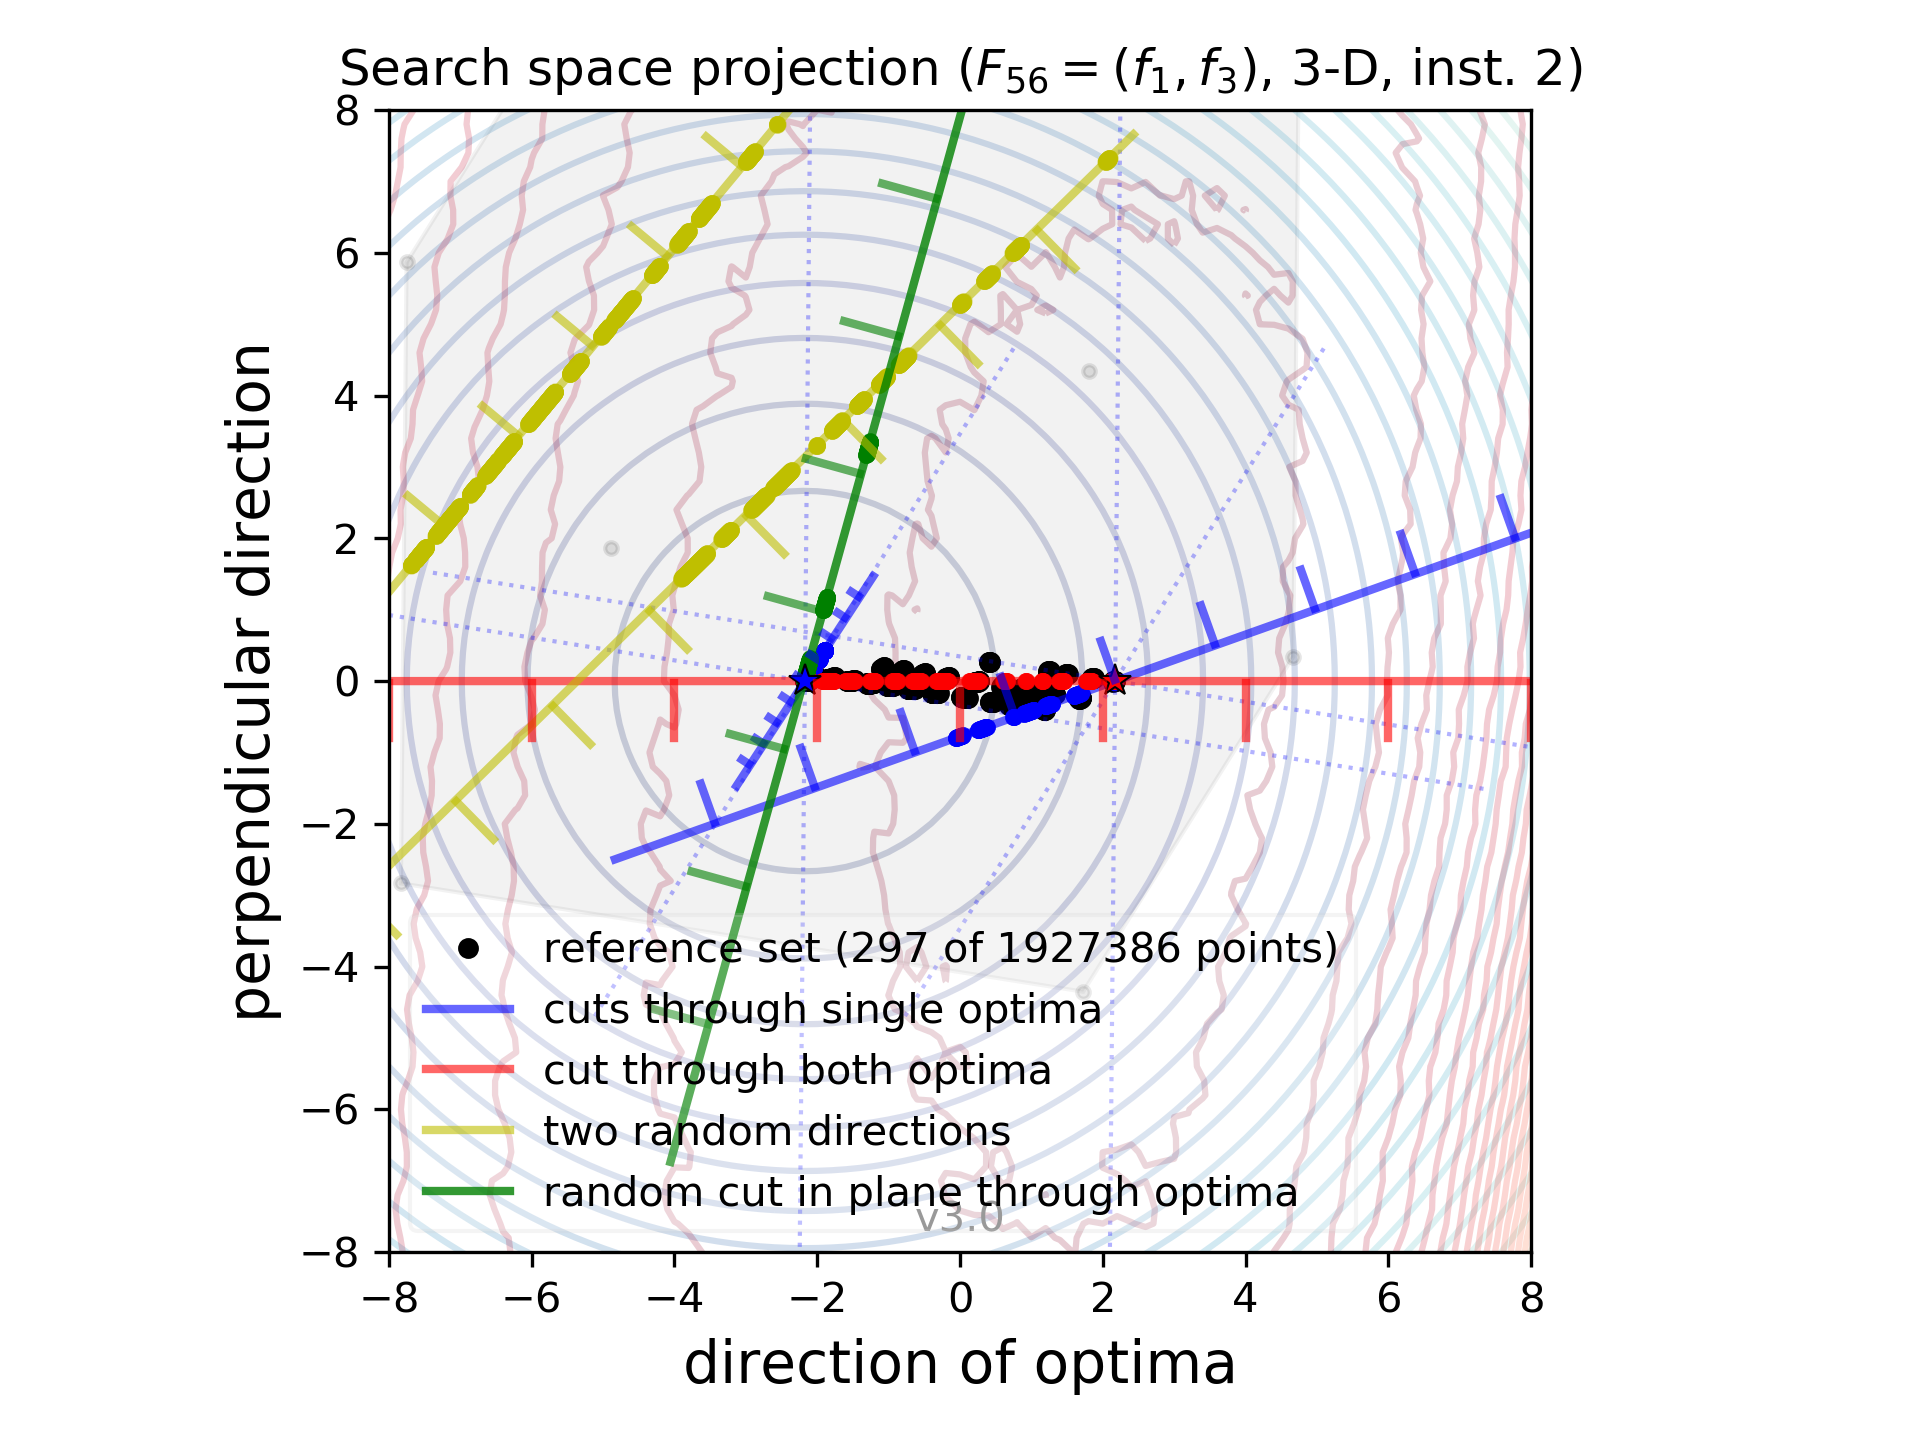 Search space projection (F₅₆ = (f₁, f₃), 3-D, inst. 2)
8
6
4
2
0
−2
−4
−6
−8
perpendicular direction
reference set (297 of 1927386 points)
cuts through single optima
cut through both optima
two random directions
random cut in plane through optima
v3.0
−8 −6 −4 −2 0 2 4 6 8
direction of optima